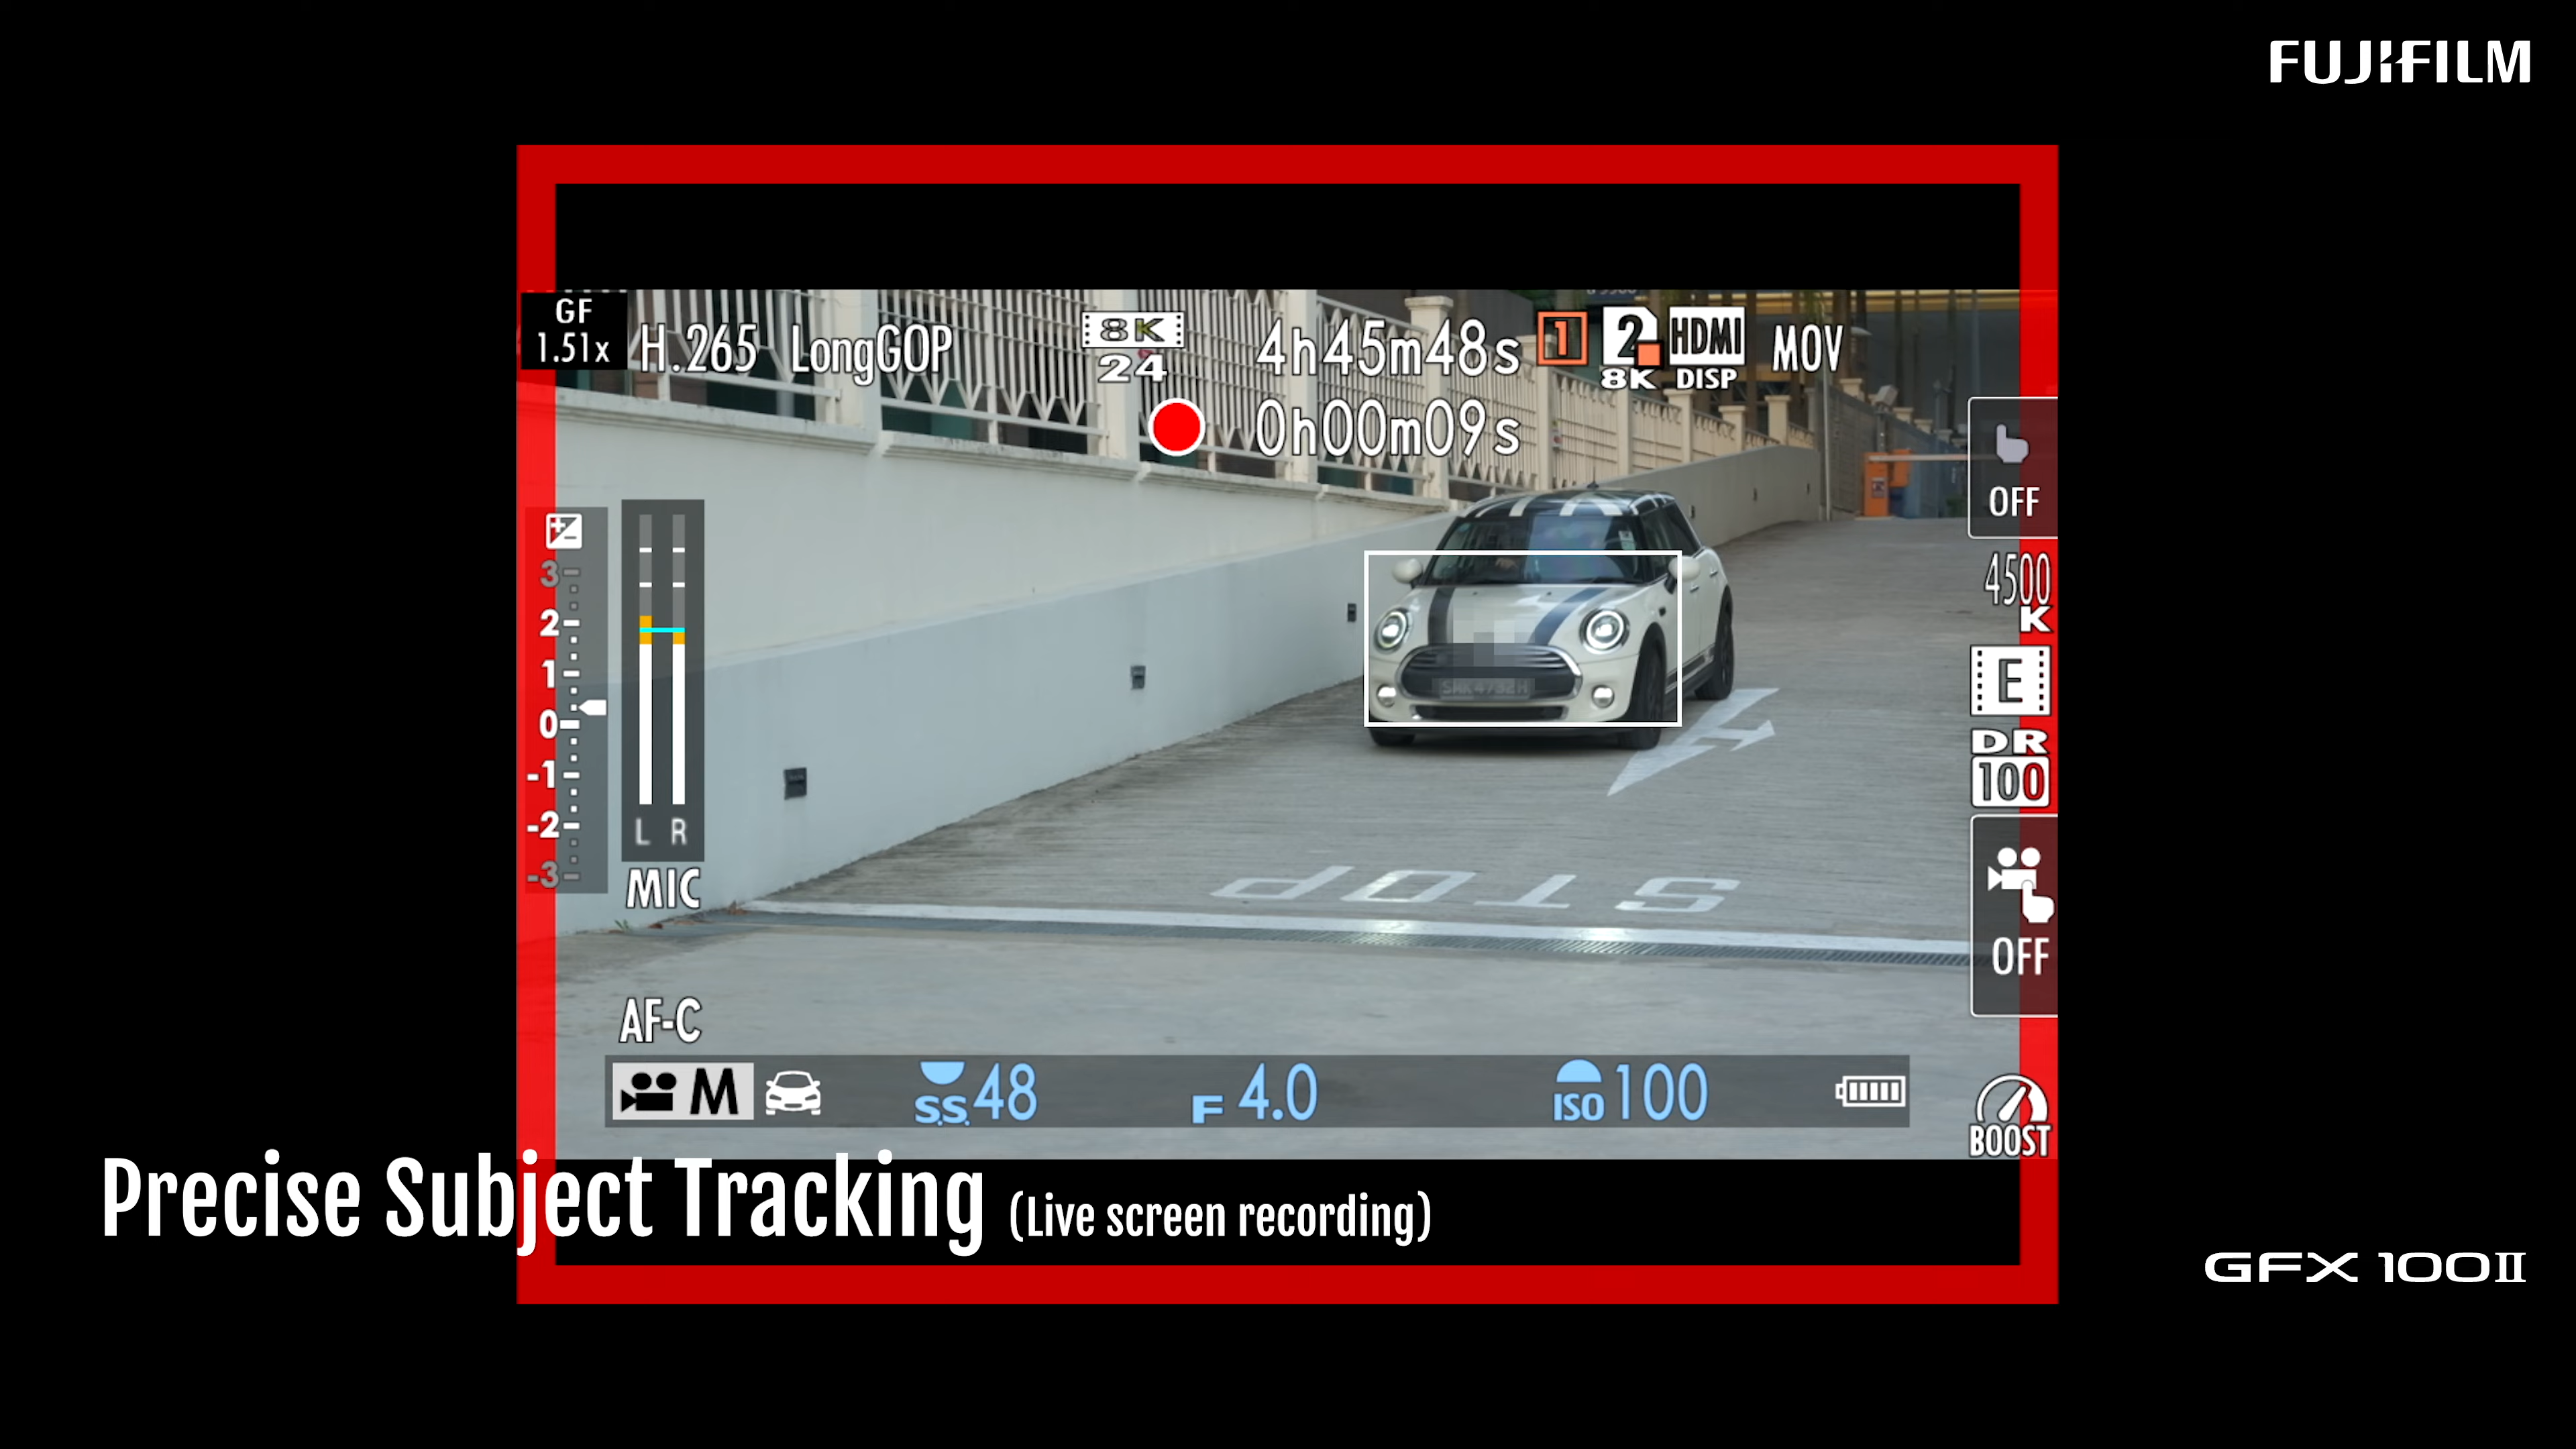 FUJIFILM
GF
1.51x
H.265 LongGOP
8K
24
4h45m48s
1
2
8K
HDMI
DISP
MOV
0h00m09s
OFF
3
2
1
0
-1
-2
-3
L R
MIC
4500
K
E
DR
100
STOP
OFF
AF-C
M
S.S. 48
F 4.0
ISO 100
BOOST
Precise Subject Tracking (Live screen recording)
GFX 100II